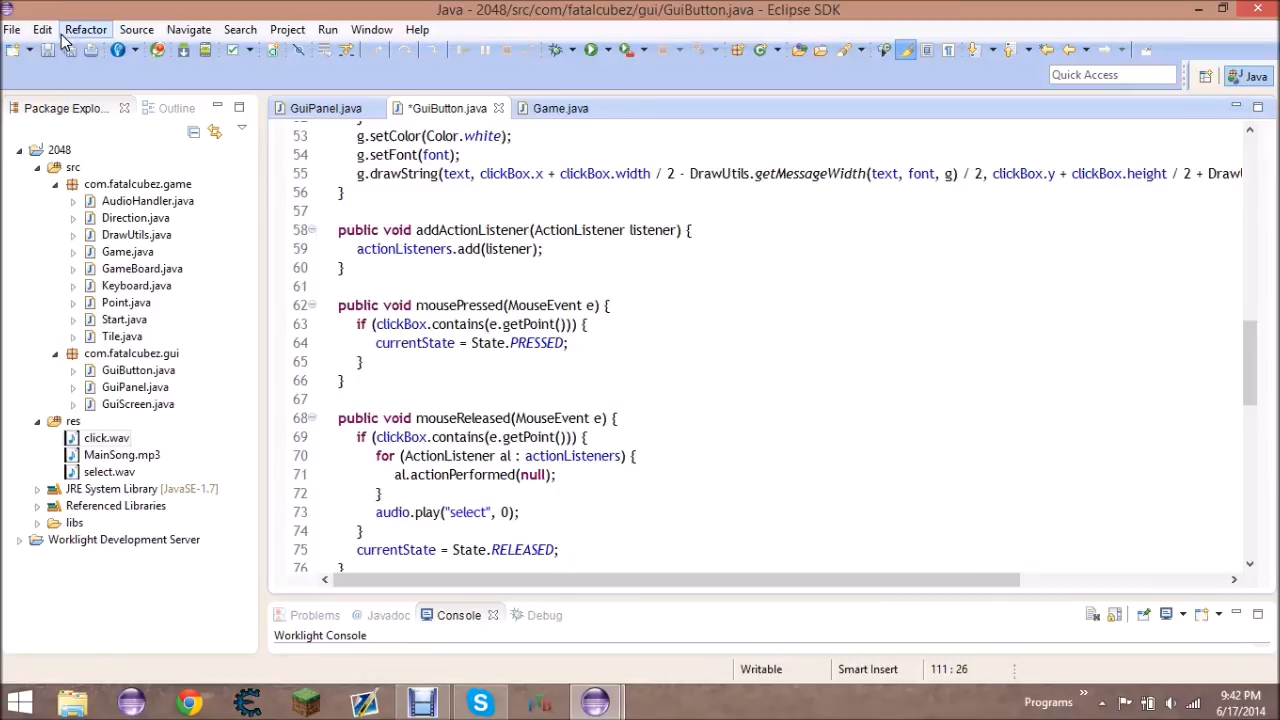 Java - 2048/src/com/fatalcubez/gui/GuiButton.java - Eclipse SDK
File Edit Refactor Source Navigate Search Project Run Window Help
Quick Access
Java
Package Explo... Outline
GuiPanel.java *GuiButton.java Game.java
2048
src
com.fatalcubez.game
AudioHandler.java
Direction.java
DrawUtils.java
Game.java
GameBoard.java
Keyboard.java
Point.java
Start.java
Tile.java
com.fatalcubez.gui
GuiButton.java
GuiPanel.java
GuiScreen.java
res
click.wav
MainSong.mp3
select.wav
JRE System Library [JavaSE-1.7]
Referenced Libraries
libs
Worklight Development Server
53 g.setColor(Color.white);
54 g.setFont(font);
55 g.drawString(text, clickBox.x + clickBox.width / 2 - DrawUtils.getMessageWidth(text, font, g) / 2, clickBox.y + clickBox.height / 2 + DrawU
56 }
57
58 public void addActionListener(ActionListener listener) {
59 actionListeners.add(listener);
60 }
61
62 public void mousePressed(MouseEvent e) {
63 if (clickBox.contains(e.getPoint())) {
64 currentState = State.PRESSED;
65 }
66 }
67
68 public void mouseReleased(MouseEvent e) {
69 if (clickBox.contains(e.getPoint())) {
70 for (ActionListener al : actionListeners) {
71 al.actionPerformed(null);
72 }
73 audio.play("select", 0);
74 }
75 currentState = State.RELEASED;
76 }
Problems @ Javadoc Console Debug
Worklight Console
Writable Smart Insert 111 : 26
Programs
9:42 PM
6/17/2014